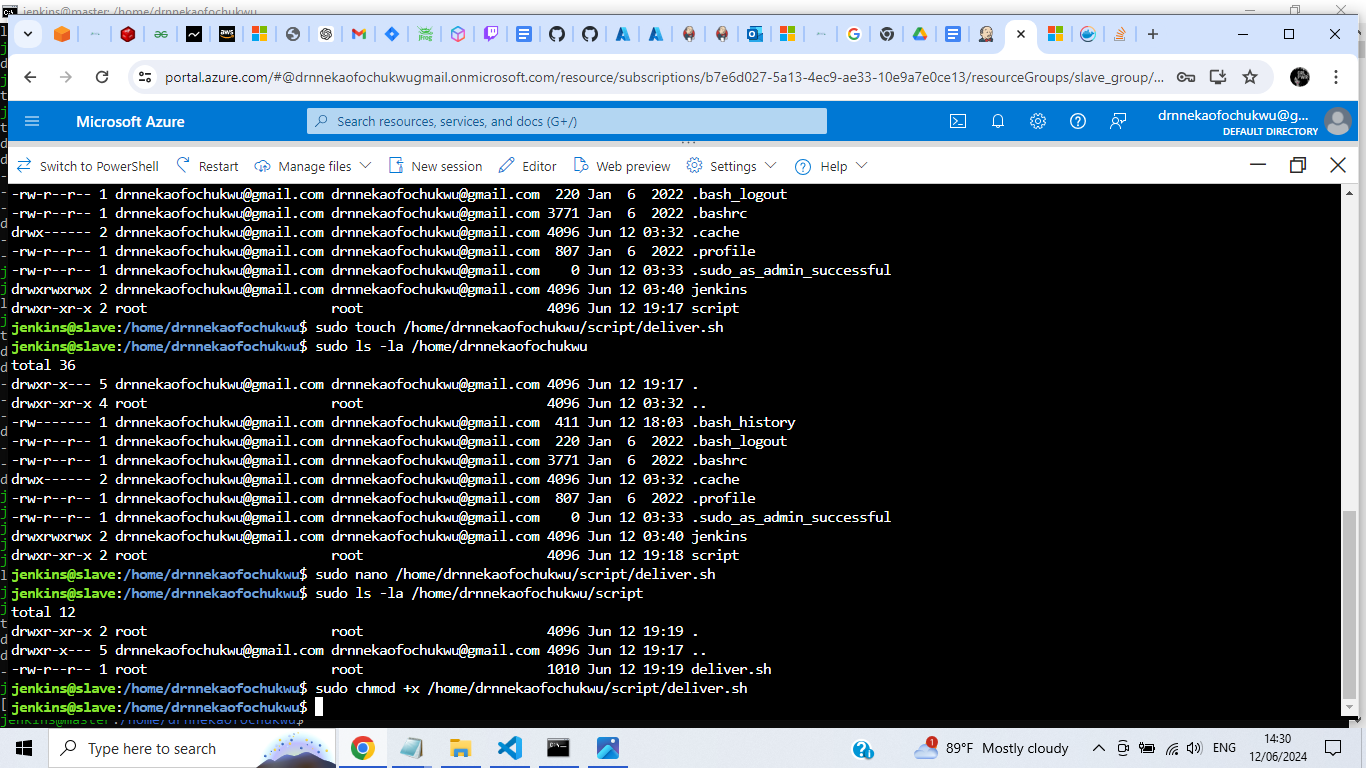 jenkins@master: /home/drnnekaofochukwu
portal.azure.com/#@drnnekaofochukwugmail.onmicrosoft.com/resource/subscriptions/b7e6d027-5a13-4ec9-ae33-10e9a7e0ce13/resourceGroups/slave_group/...
Microsoft Azure
Search resources, services, and docs (G+/)
drnnekaofochukwu@g...
DEFAULT DIRECTORY
Switch to PowerShell Restart Manage files New session Editor Web preview Settings Help
-rw-r--r-- 1 drnnekaofochukwu@gmail.com drnnekaofochukwu@gmail.com  220 Jan  6  2022 .bash_logout
-rw-r--r-- 1 drnnekaofochukwu@gmail.com drnnekaofochukwu@gmail.com 3771 Jan  6  2022 .bashrc
drwx------ 2 drnnekaofochukwu@gmail.com drnnekaofochukwu@gmail.com 4096 Jun 12 03:32 .cache
-rw-r--r-- 1 drnnekaofochukwu@gmail.com drnnekaofochukwu@gmail.com  807 Jan  6  2022 .profile
-rw-r--r-- 1 drnnekaofochukwu@gmail.com drnnekaofochukwu@gmail.com    0 Jun 12 03:33 .sudo_as_admin_successful
drwxrwxrwx 2 drnnekaofochukwu@gmail.com drnnekaofochukwu@gmail.com 4096 Jun 12 03:40 jenkins
drwxr-xr-x 2 root                       root                       4096 Jun 12 19:17 script
jenkins@slave:/home/drnnekaofochukwu$ sudo touch /home/drnnekaofochukwu/script/deliver.sh
jenkins@slave:/home/drnnekaofochukwu$ sudo ls -la /home/drnnekaofochukwu
total 36
drwxr-x--- 5 drnnekaofochukwu@gmail.com drnnekaofochukwu@gmail.com 4096 Jun 12 19:17 .
drwxr-xr-x 4 root                       root                       4096 Jun 12 03:32 ..
-rw------- 1 drnnekaofochukwu@gmail.com drnnekaofochukwu@gmail.com  411 Jun 12 18:03 .bash_history
-rw-r--r-- 1 drnnekaofochukwu@gmail.com drnnekaofochukwu@gmail.com  220 Jan  6  2022 .bash_logout
-rw-r--r-- 1 drnnekaofochukwu@gmail.com drnnekaofochukwu@gmail.com 3771 Jan  6  2022 .bashrc
drwx------ 2 drnnekaofochukwu@gmail.com drnnekaofochukwu@gmail.com 4096 Jun 12 03:32 .cache
-rw-r--r-- 1 drnnekaofochukwu@gmail.com drnnekaofochukwu@gmail.com  807 Jan  6  2022 .profile
-rw-r--r-- 1 drnnekaofochukwu@gmail.com drnnekaofochukwu@gmail.com    0 Jun 12 03:33 .sudo_as_admin_successful
drwxrwxrwx 2 drnnekaofochukwu@gmail.com drnnekaofochukwu@gmail.com 4096 Jun 12 03:40 jenkins
drwxr-xr-x 2 root                       root                       4096 Jun 12 19:18 script
jenkins@slave:/home/drnnekaofochukwu$ sudo nano /home/drnnekaofochukwu/script/deliver.sh
jenkins@slave:/home/drnnekaofochukwu$ sudo ls -la /home/drnnekaofochukwu/script
total 12
drwxr-xr-x 2 root                       root                       4096 Jun 12 19:19 .
drwxr-x--- 5 drnnekaofochukwu@gmail.com drnnekaofochukwu@gmail.com 4096 Jun 12 19:17 ..
-rw-r--r-- 1 root                       root                       1010 Jun 12 19:19 deliver.sh
jenkins@slave:/home/drnnekaofochukwu$ sudo chmod +x /home/drnnekaofochukwu/script/deliver.sh
jenkins@slave:/home/drnnekaofochukwu$
jenkins@master:/home/drnnekaofochukwu$
Type here to search
1
89°F Mostly cloudy
ENG
14:30
12/06/2024